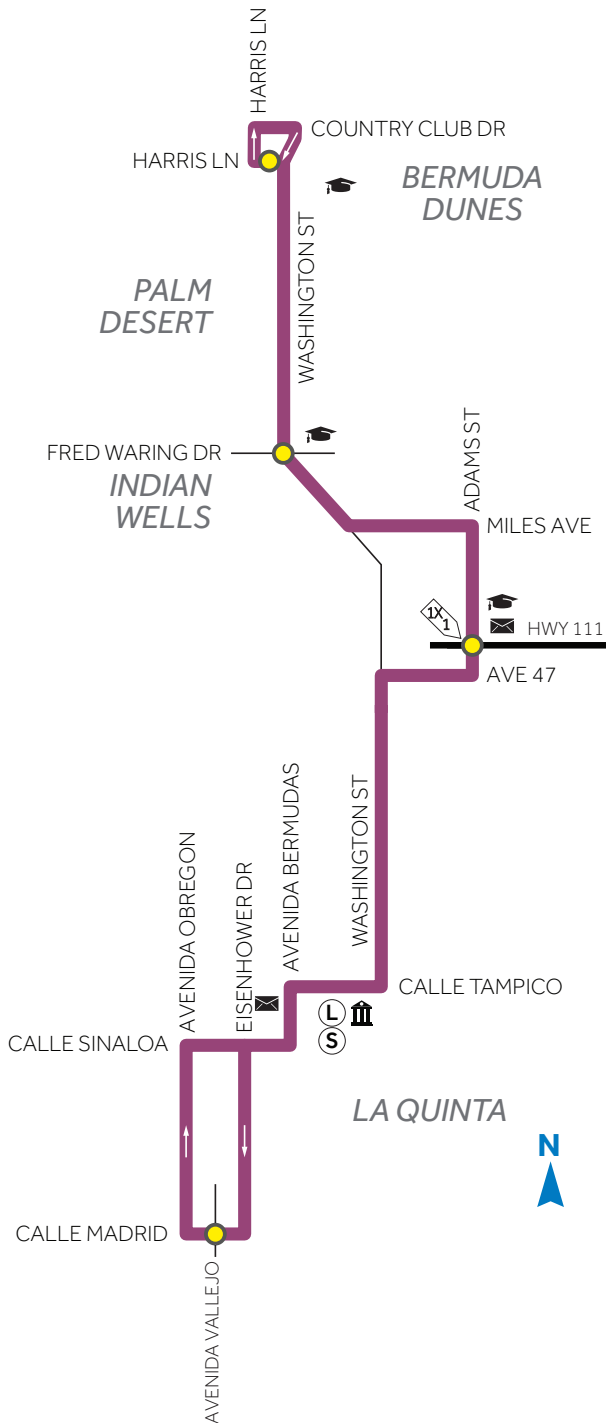 HARRIS LN
COUNTRY CLUB DR
HARRIS LN
BERMUDA
DUNES
WASHINGTON ST
PALM
DESERT
FRED WARING DR
INDIAN
WELLS
ADAMS ST
MILES AVE
1X
1
HWY 111
AVE 47
WASHINGTON ST
AVENIDA BERMUDAS
EISENHOWER DR
AVENIDA OBREGON
CALLE TAMPICO
L
S
CALLE SINALOA
LA QUINTA
N
CALLE MADRID
AVENIDA VALLEJO